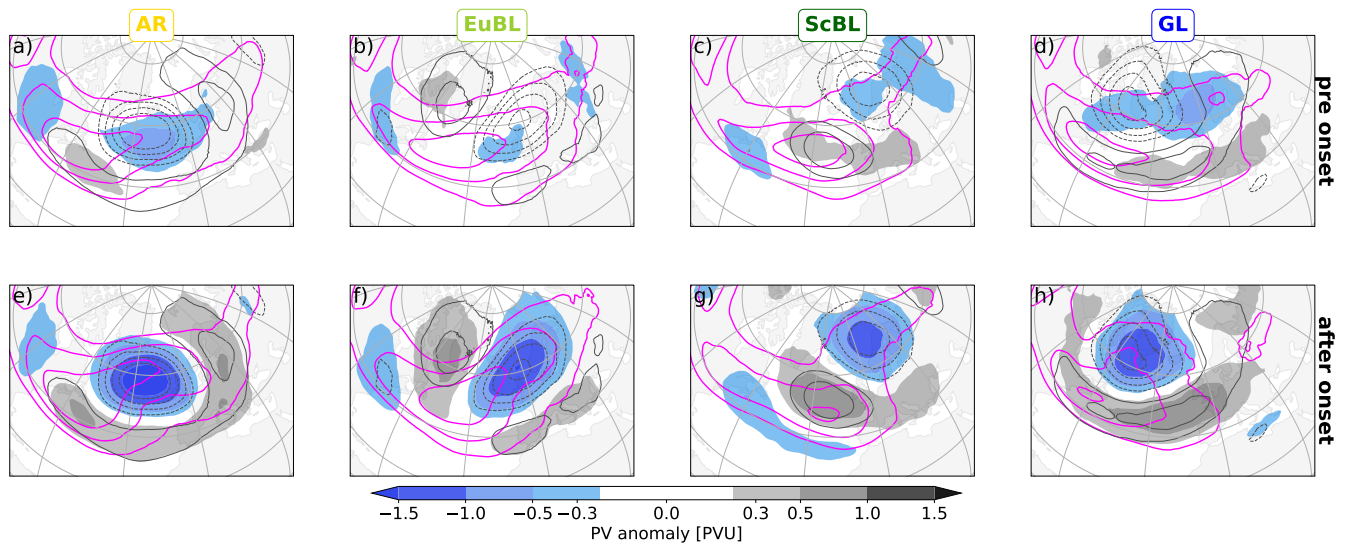 AR
EuBL
ScBL
GL
a)
b)
c)
d)
pre onset
e)
f)
g)
h)
after onset
−1.5
−1.0
−0.5
−0.3
0.0
0.3
0.5
1.0
1.5
PV anomaly [PVU]